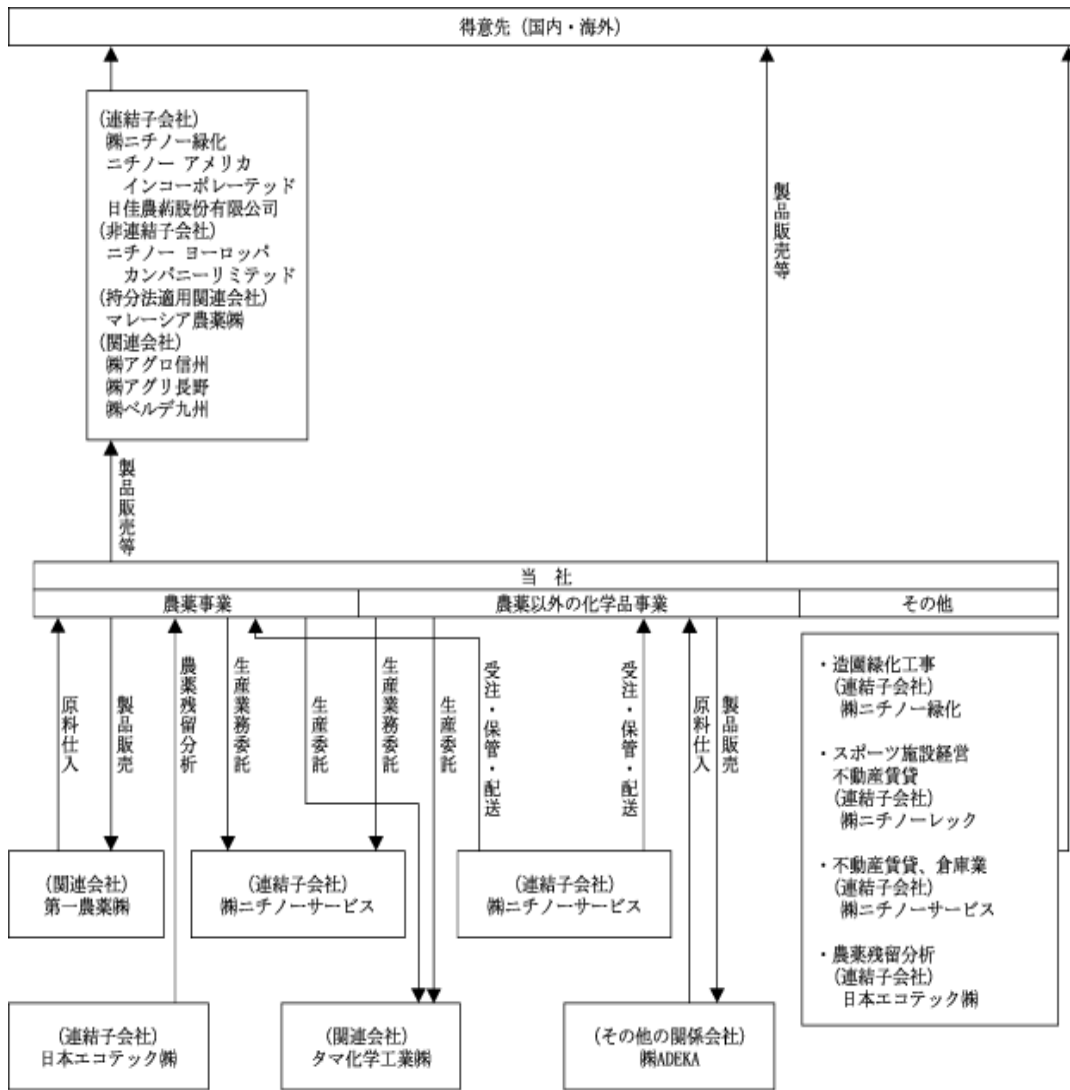 得意先（国内・海外）
(連結子会社)
㈱ニチノー緑化
ニチノー アメリカ
インコーポレーテッド
日佳農葯股份有限公司
(非連結子会社)
ニチノー ヨーロッパ
カンパニーリミテッド
(持分法適用関連会社)
マレーシア農薬㈱
(関連会社)
㈱アグロ信州
㈱アグリ長野
㈱ベルデ九州
製品販売等
製品販売等
当 社
農薬事業
農薬以外の化学品事業
その他
原料仕入
製品販売
農薬残留分析
生産業務委託
生産委託
生産業務委託
生産委託
受注・保管・配送
受注・保管・配送
原料仕入
製品販売
・造園緑化工事
(連結子会社)
㈱ニチノー緑化
・スポーツ施設経営
不動産賃貸
(連結子会社)
㈱ニチノーレック
・不動産賃貸、倉庫業
(連結子会社)
㈱ニチノーサービス
・農薬残留分析
(連結子会社)
日本エコテック㈱
(関連会社)
第一農薬㈱
(連結子会社)
㈱ニチノーサービス
(連結子会社)
㈱ニチノーサービス
(連結子会社)
日本エコテック㈱
(関連会社)
タマ化学工業㈱
(その他の関係会社)
㈱ADEKA